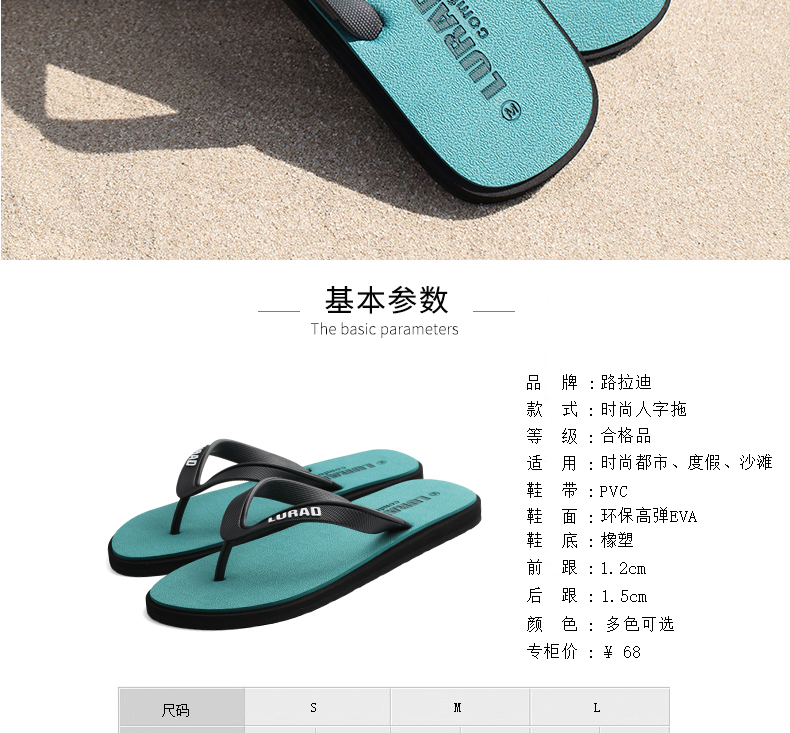 LURAD
com
M
基本参数
The basic parameters
LURAD
LURAD
品 牌 : 路拉迪
款 式 : 时尚人字拖
等 级 : 合格品
适 用 : 时尚都市、度假、沙滩
鞋 带 : PVC
鞋 面 : 环保高弹EVA
鞋 底 : 橡塑
前 跟 : 1.2cm
后 跟 : 1.5cm
颜 色 : 多色可选
专柜价 : ¥ 68
尺码 S M L